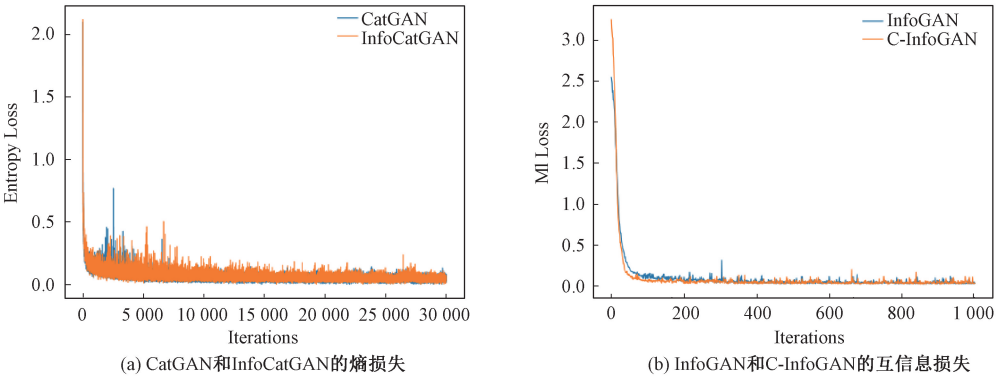 CatGAN
InfoCatGAN
Entropy Loss
2.0
1.5
1.0
0.5
0.0
0
5 000
10 000
15 000
20 000
25 000
30 000
Iterations
(a) CatGAN和InfoCatGAN的熵损失
InfoGAN
C-InfoGAN
MI Loss
3.0
2.5
2.0
1.5
1.0
0.5
0.0
0
200
400
600
800
1 000
Iterations
(b) InfoGAN和C-InfoGAN的互信息损失